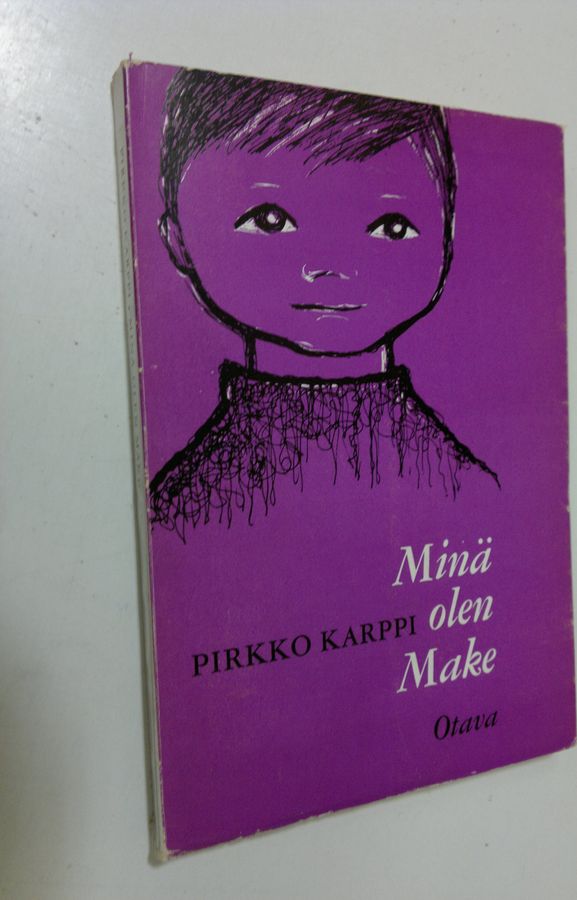 Minä
olen
Make
PIRKKO KARPPI
Otava